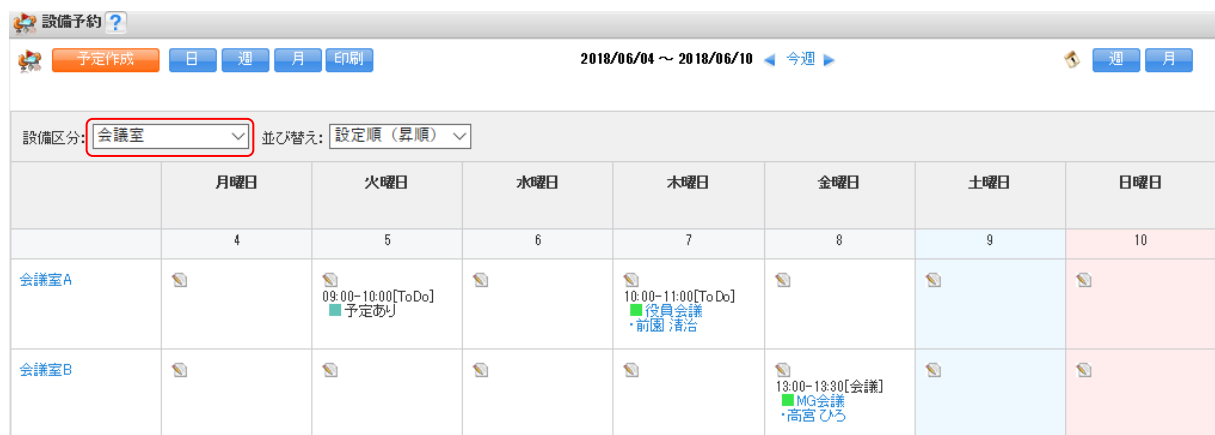 設備予約 ?
予定作成 日 週 月 印刷 2018/06/04 ～ 2018/06/10 今週 週 月
設備区分: 会議室 並び替え: 設定順（昇順）
月曜日 火曜日 水曜日 木曜日 金曜日 土曜日 日曜日
4 5 6 7 8 9 10
会議室A
09:00-10:00[ToDo]
予定あり
10:00-11:00[ToDo]
役員会議
・前園 清治
会議室B
13:00-13:30[会議]
MG会議
・高宮 ひろ